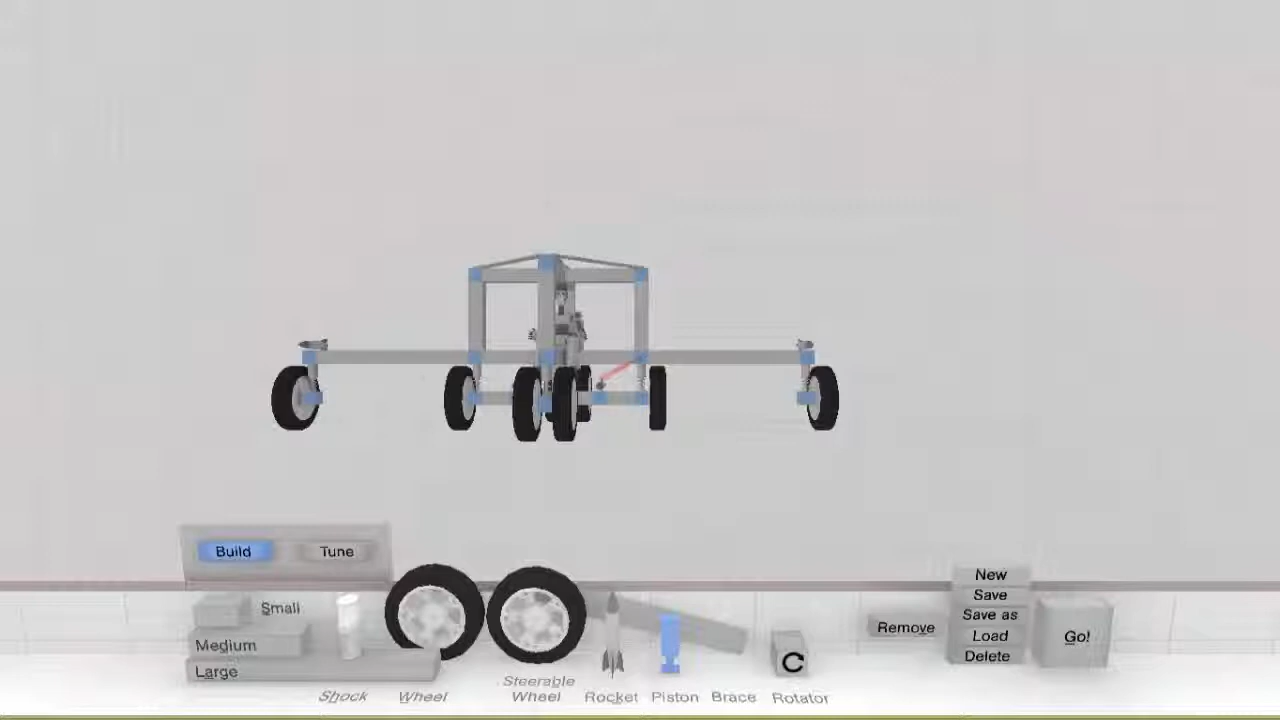 Build
Tune
Small
Medium
Large
Shock
Wheel
Steerable
Wheel
Rocket
Piston
Brace
C
Rotator
Remove
New
Save
Save as
Load
Delete
Go!